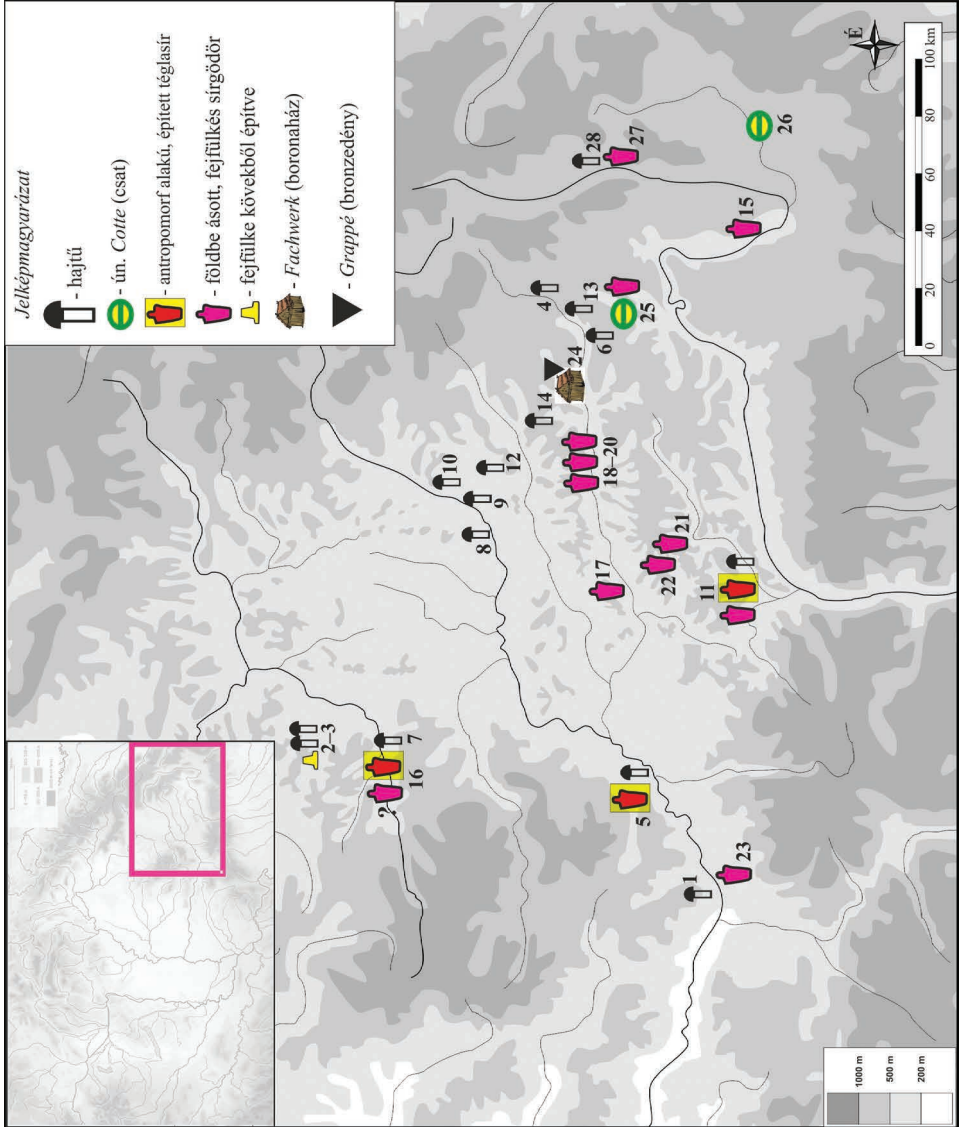 Jelképmagyarázat
- hajtű
- ún. Cotte (csat)
- antropomorf alakú, épített téglasír
- földbe ásott, fejfülkés sírgödör
- fejfülke kövekből építve
- Fachwerk (boronaház)
- Grappé (bronzedény)
É
0 20 40 60 80 100 km
1000 m
500 m
200 m
1
23
5
?
16
7
2–3
8
9
10
12
11
22
21
17
18–20
14
24
6
13
4
25
15
28
27
26